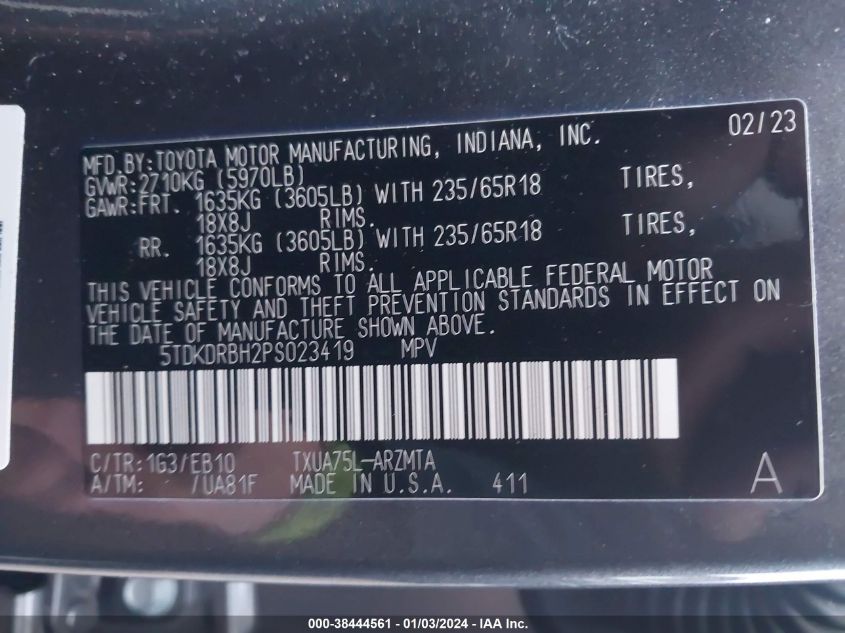 02/23
MFD.BY:TOYOTA MOTOR MANUFACTURING, INDIANA, INC.
GVWR:2710KG (5970LB)
GAWR:FRT. 1635KG (3605LB) WITH 235/65R18 TIRES,
18X8J RIMS.
RR. 1635KG (3605LB) WITH 235/65R18 TIRES,
18X8J RIMS.
THIS VEHICLE CONFORMS TO ALL APPLICABLE FEDERAL MOTOR
VEHICLE SAFETY AND THEFT PREVENTION STANDARDS IN EFFECT ON
THE DATE OF MANUFACTURE SHOWN ABOVE.
5TDKDRBH2PS023419 MPV
C/TR:1G3/EB10 TXUA75L-ARZMTA
A/TM: /UA81F MADE IN U.S.A. 411 A
000-38444561 - 01/03/2024 - IAA Inc.